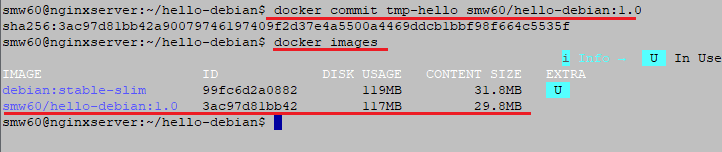 smw60@nginxserver:~/hello-debian$ docker commit tmp-hello smw60/hello-debian:1.0
sha256:3ac97d81bb42a90079746197409f2d37e4a5500a4469ddcb1bbf98f664c5535f
smw60@nginxserver:~/hello-debian$ docker images
i Info → U In Use
IMAGE ID DISK USAGE CONTENT SIZE EXTRA
debian:stable-slim 99fc6d2a0882 119MB 31.8MB U
smw60/hello-debian:1.0 3ac97d81bb42 117MB 29.8MB
smw60@nginxserver:~/hello-debian$